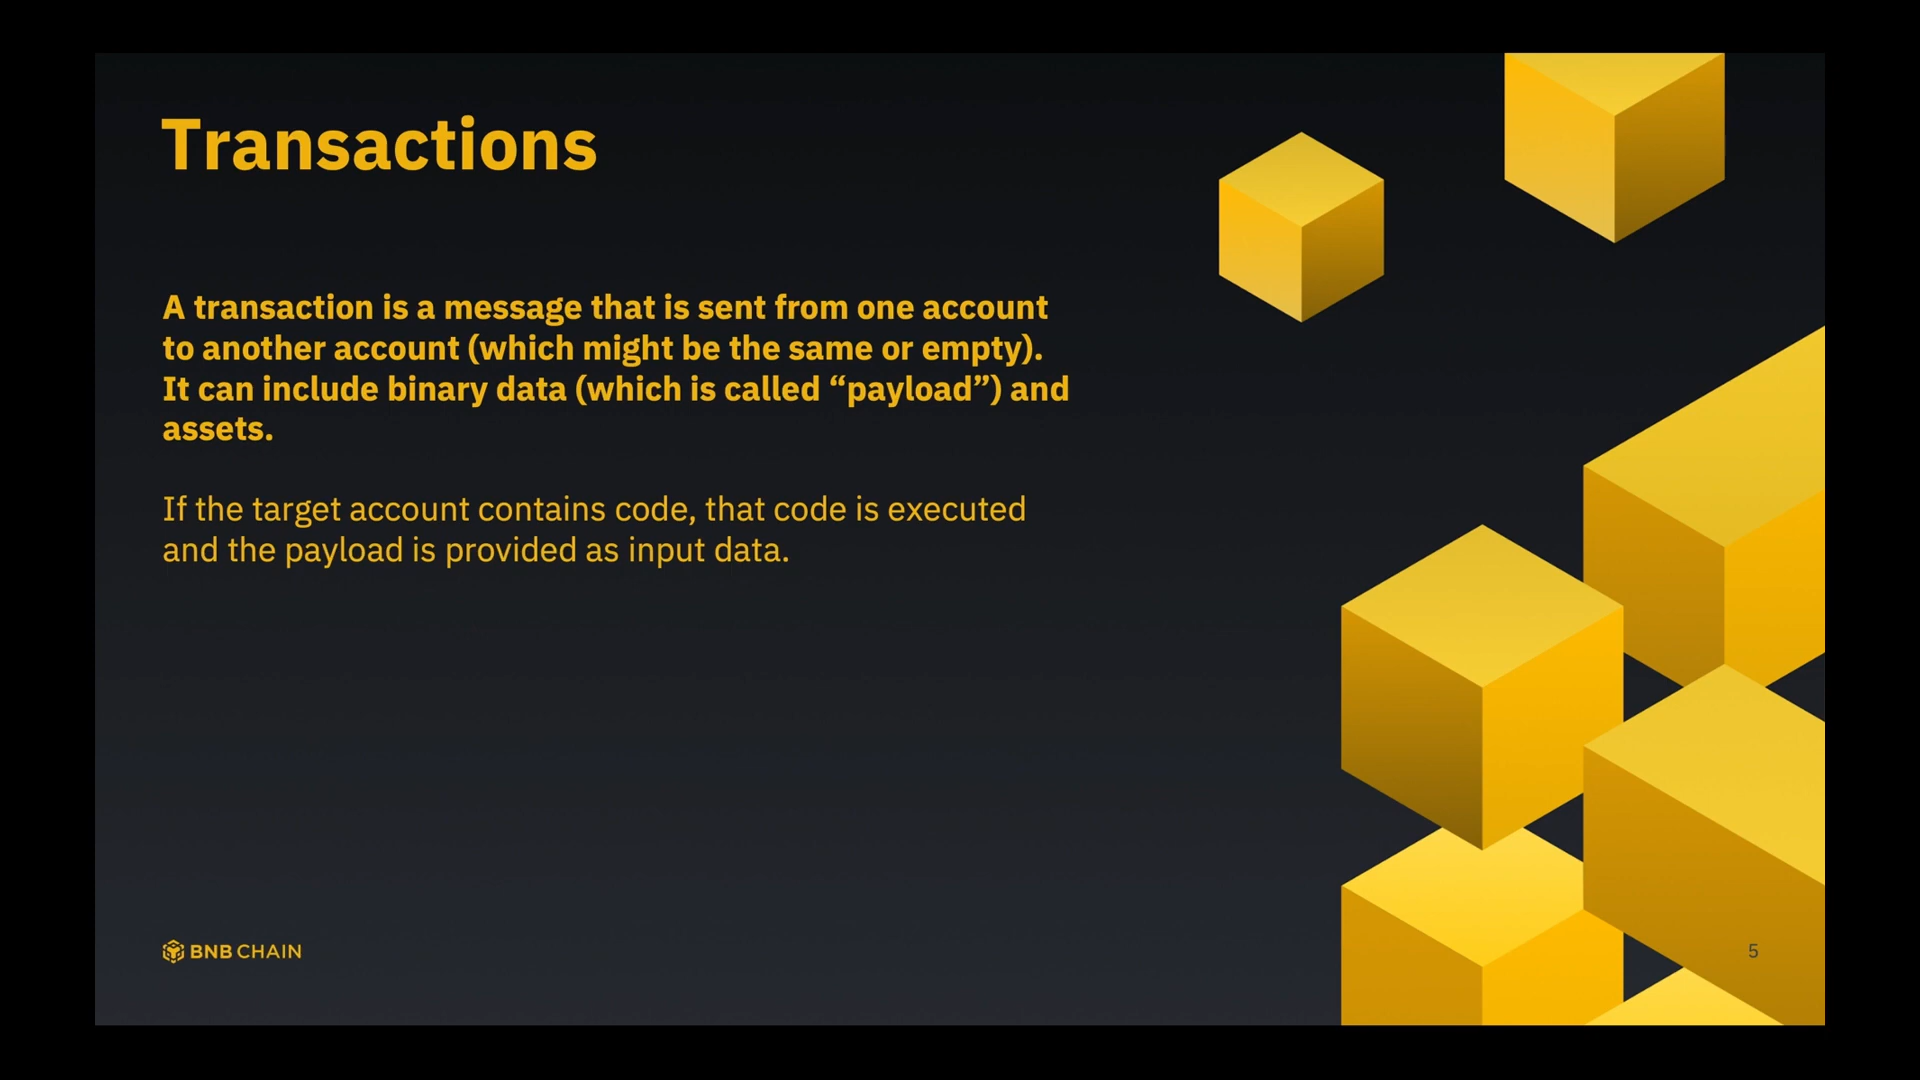 Transactions
A transaction is a message that is sent from one account
to another account (which might be the same or empty).
It can include binary data (which is called “payload”) and
assets.
If the target account contains code, that code is executed
and the payload is provided as input data.
BNB CHAIN
5